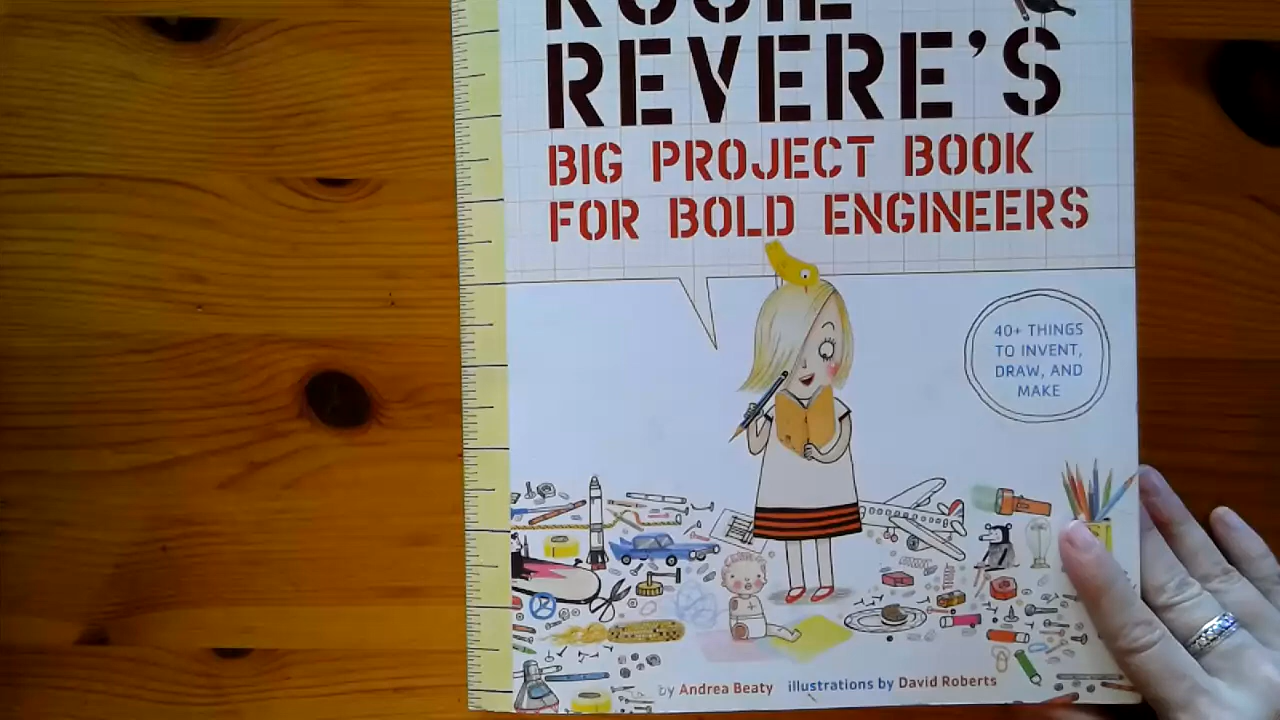 ROSIE
REVERE'S
BIG PROJECT BOOK
FOR BOLD ENGINEERS
40+ THINGS
TO INVENT,
DRAW, AND
MAKE
by Andrea Beaty illustrations by David Roberts